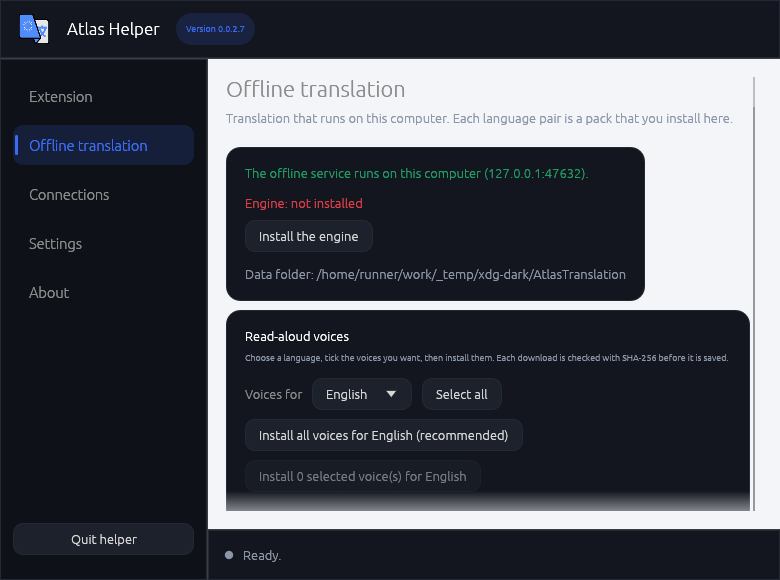 Atlas Helper
Version 0.0.2.7
Extension
Offline translation
Connections
Settings
About
Quit helper
Offline translation
Translation that runs on this computer. Each language pair is a pack that you install here.
The offline service runs on this computer (127.0.0.1:47632).
Engine: not installed
Install the engine
Data folder: /home/runner/work/_temp/xdg-dark/AtlasTranslation
Read-aloud voices
Choose a language, tick the voices you want, then install them. Each download is checked with SHA-256 before it is saved.
Voices for English Select all
Install all voices for English (recommended)
Install 0 selected voice(s) for English
Ready.